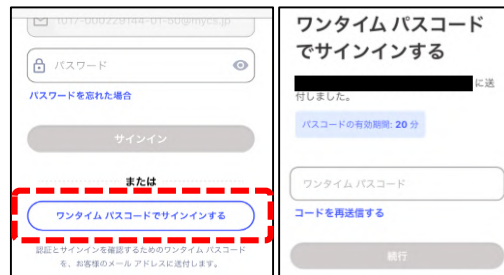 t017-000229144-01-50@mycs.jp
パスワード
パスワードを忘れた場合
サインイン
または
ワンタイム パスコードでサインインする
認証とサインインを確認するためのワンタイム パスコード
を、お客様のメール アドレスに送付します。
ワンタイム パスコード
でサインインする
に送
付しました。
パスコードの有効期間: 20 分
ワンタイム パスコード
コードを再送信する
続行